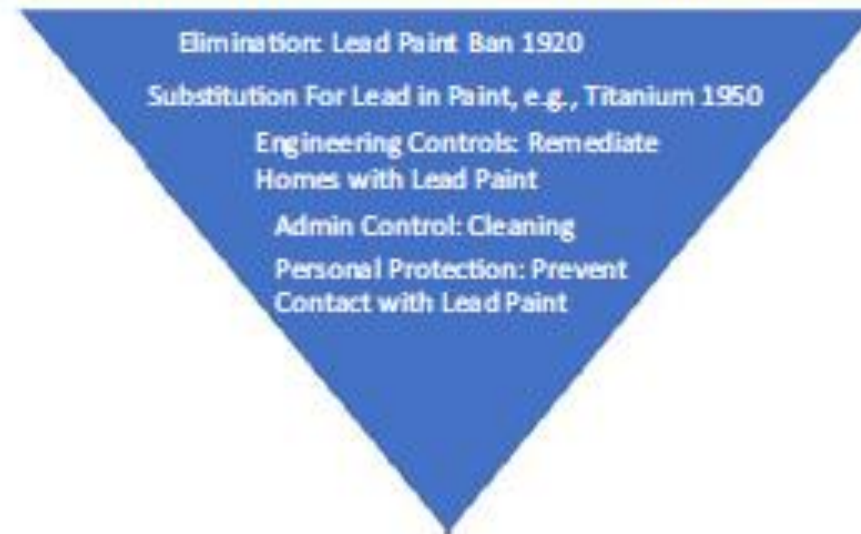 Elimination: Lead Paint Ban 1920
Substitution For Lead in Paint, e.g., Titanium 1950
Engineering Controls: Remediate
Homes with Lead Paint
Admin Control: Cleaning
Personal Protection: Prevent
Contact with Lead Paint